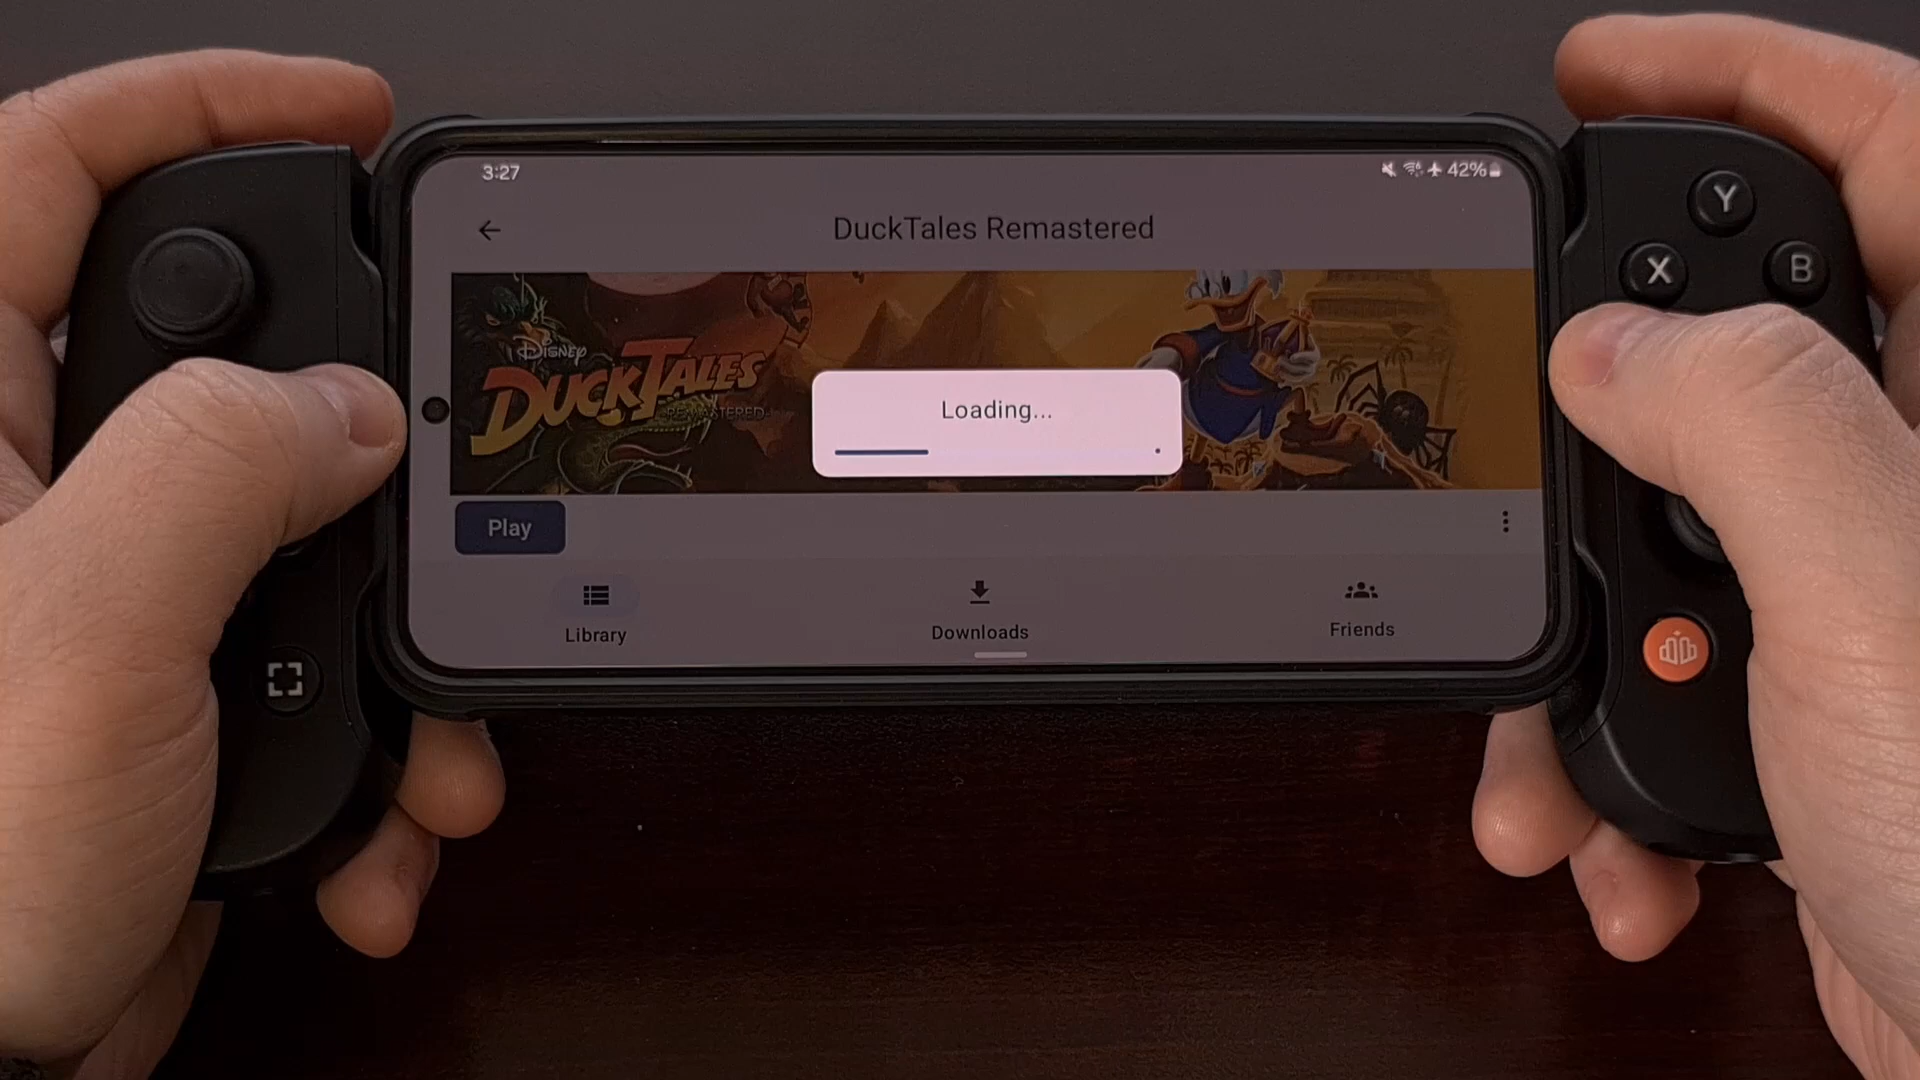 3:27
42%
DuckTales Remastered
Disney
DuckTales
REMASTERED
Loading...
Play
Library
Downloads
Friends
Y
X
B